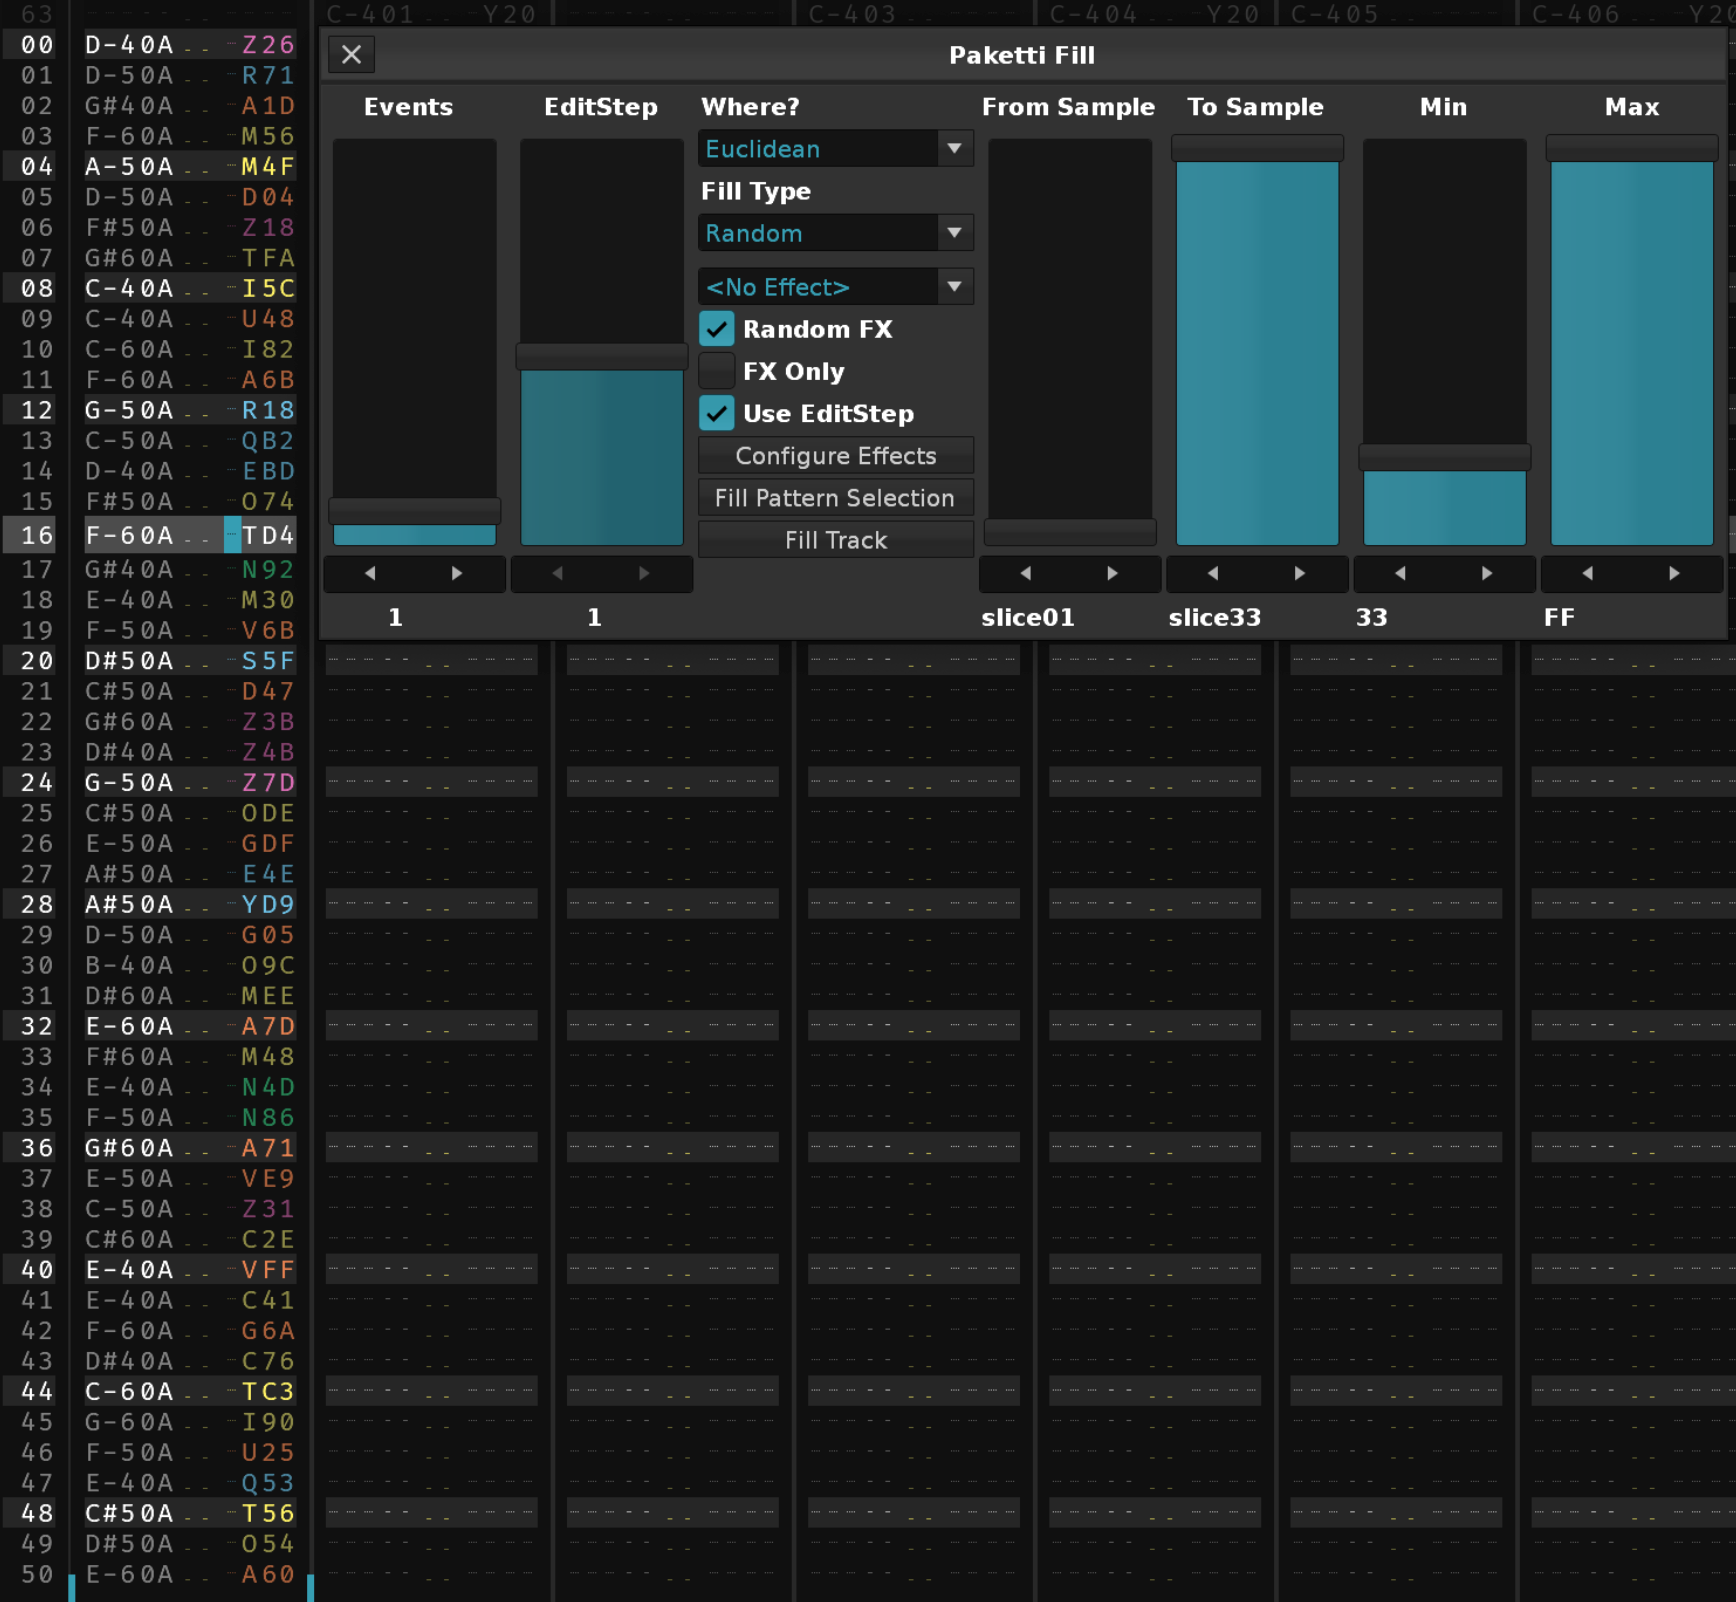 63 C-401 -- Y20 C-403 -- C-404 -- Y20 C-405 -- C-406 -- Y20
Paketti Fill
Events EditStep Where? From Sample To Sample Min Max
Euclidean
Fill Type
Random
<No Effect>
Random FX
FX Only
Use EditStep
Configure Effects
Fill Pattern Selection
Fill Track
1 1 slice01 slice33 33 FF
00 D-40A Z26
01 D-50A R71
02 G#40A A1D
03 F-60A M56
04 A-50A M4F
05 D-50A D04
06 F#50A Z18
07 G#60A TFA
08 C-40A I5C
09 C-40A U48
10 C-60A I82
11 F-60A A6B
12 G-50A R18
13 C-50A QB2
14 D-40A EBD
15 F#50A O74
16 F-60A TD4
17 G#40A N92
18 E-40A M30
19 F-50A V6B
20 D#50A S5F
21 C#50A D47
22 G#60A Z3B
23 D#40A Z4B
24 G-50A Z7D
25 C#50A ODE
26 E-50A GDF
27 A#50A E4E
28 A#50A YD9
29 D-50A G05
30 B-40A O9C
31 D#60A MEE
32 E-60A A7D
33 F#60A M48
34 E-40A N4D
35 F-50A N86
36 G#60A A71
37 E-50A VE9
38 C-50A Z31
39 C#60A C2E
40 E-40A VFF
41 E-40A C41
42 F-60A G6A
43 D#40A C76
44 C-60A TC3
45 G-60A I90
46 F-50A U25
47 E-40A Q53
48 C#50A T56
49 D#50A O54
50 E-60A A60